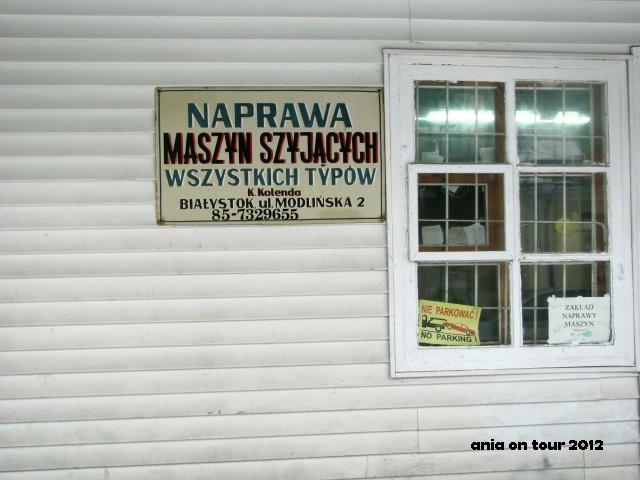 NAPRAWA
MASZYN SZYJĄCYCH
WSZYSTKICH TYPÓW
K. Kolenda
BIAŁYSTOK, ul. MODLIŃSKA 2
85-7329655
NIE PARKOWAĆ!
NO PARKING!
ZAKŁAD
NAPRAWY
MASZYN
ania on tour 2012